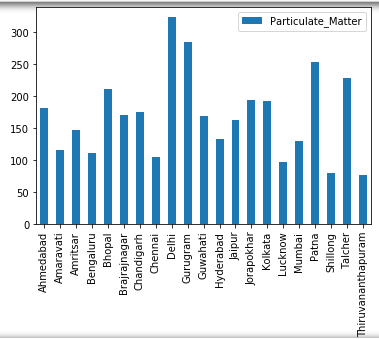 Particulate_Matter
300
250
200
150
100
50
0
Ahmedabad
Amaravati
Amritsar
Bengaluru
Bhopal
Brajrajnagar
Chandigarh
Chennai
Delhi
Gurugram
Guwahati
Hyderabad
Jaipur
Jorapokhar
Kolkata
Lucknow
Mumbai
Patna
Shillong
Talcher
Thiruvananthapuram